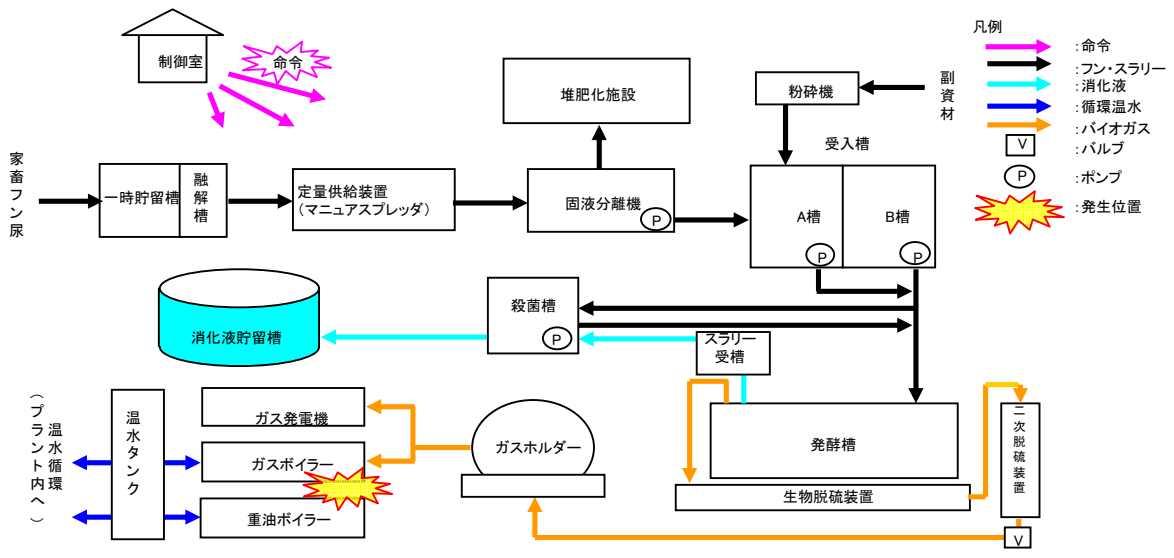 制御室
命令
凡例
:命令
:フン・スラリー
:消化液
:循環温水
:バイオガス
V
:バルブ
P
:ポンプ
:発生位置
堆肥化施設
粉砕機
副資材
受入槽
家畜フン尿
一時貯留槽
融解槽
定量供給装置
(マニュアスプレッダ)
固液分離機
P
A槽
P
B槽
P
消化液貯留槽
殺菌槽
P
スラリー
受槽
温水循環
(プラント内へ)
温水タンク
ガス発電機
ガスボイラー
重油ボイラー
ガスホルダー
発酵槽
生物脱硫装置
二次脱硫装置
V